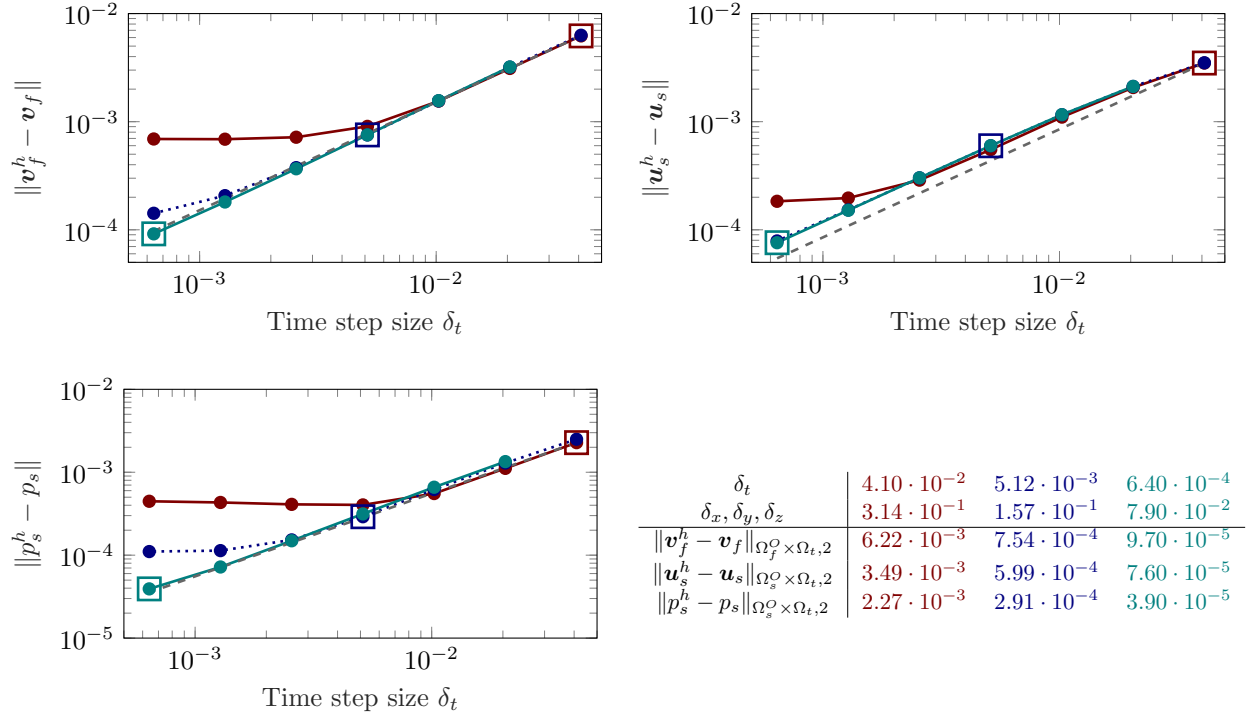 10^{-2}
10^{-3}
10^{-4}
‖v_f^h − v_f‖
10^{-3}
10^{-2}
Time step size δ_t
10^{-2}
10^{-3}
10^{-4}
‖u_s^h − u_s‖
10^{-3}
10^{-2}
Time step size δ_t
10^{-2}
10^{-3}
10^{-4}
10^{-5}
‖p_s^h − p_s‖
10^{-3}
10^{-2}
Time step size δ_t
δ_t 4.10 · 10^{-2} 5.12 · 10^{-3} 6.40 · 10^{-4}
δ_x, δ_y, δ_z 3.14 · 10^{-1} 1.57 · 10^{-1} 7.90 · 10^{-2}
‖v_f^h − v_f‖_{Ω_f^O×Ω_t,2} 6.22 · 10^{-3} 7.54 · 10^{-4} 9.70 · 10^{-5}
‖u_s^h − u_s‖_{Ω_s^O×Ω_t,2} 3.49 · 10^{-3} 5.99 · 10^{-4} 7.60 · 10^{-5}
‖p_s^h − p_s‖_{Ω_s^O×Ω_t,2} 2.27 · 10^{-3} 2.91 · 10^{-4} 3.90 · 10^{-5}